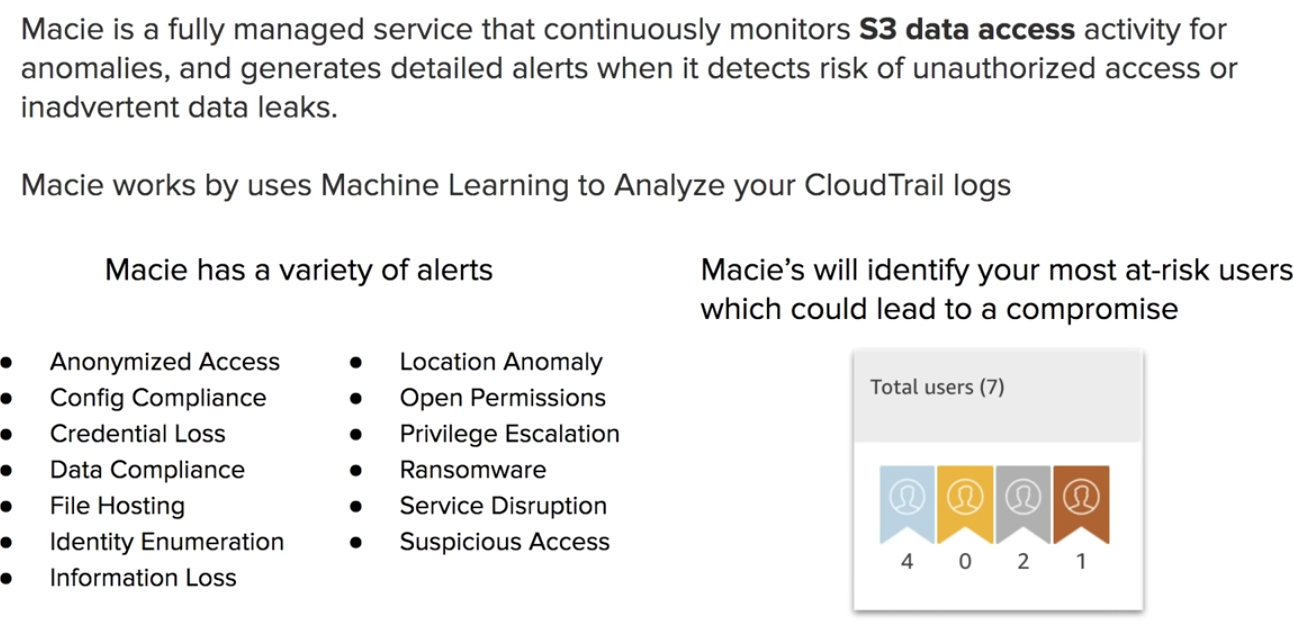 Macie is a fully managed service that continuously monitors S3 data access activity for
anomalies, and generates detailed alerts when it detects risk of unauthorized access or
inadvertent data leaks.
Macie works by uses Machine Learning to Analyze your CloudTrail logs
Macie has a variety of alerts
• Anonymized Access
• Config Compliance
• Credential Loss
• Data Compliance
• File Hosting
• Identity Enumeration
• Information Loss
• Location Anomaly
• Open Permissions
• Privilege Escalation
• Ransomware
• Service Disruption
• Suspicious Access
Macie's will identify your most at-risk users
which could lead to a compromise
Total users (7)
4 0 2 1